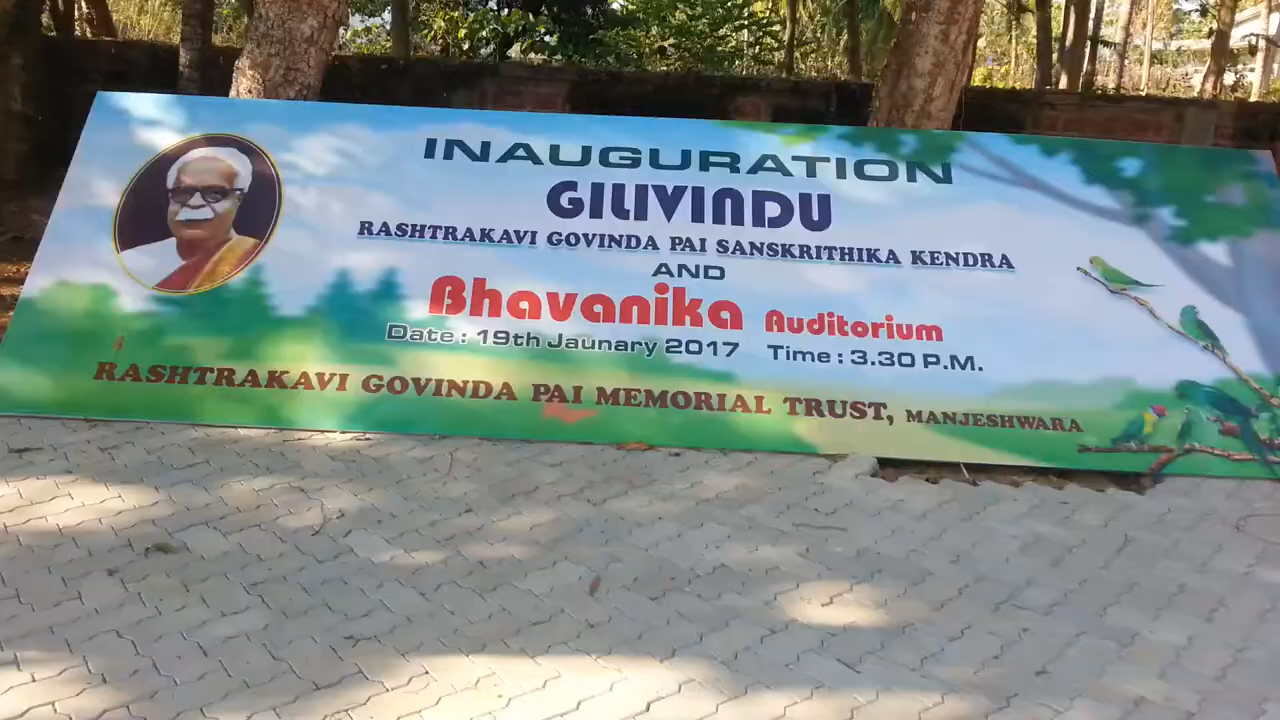 INAUGURATION
GILIVINDU
RASHTRAKAVI GOVINDA PAI SANSKRITHIKA KENDRA
AND
Bhavanika Auditorium
Date : 19th Jaunary 2017 Time : 3.30 P.M.
RASHTRAKAVI GOVINDA PAI MEMORIAL TRUST, MANJESHWARA